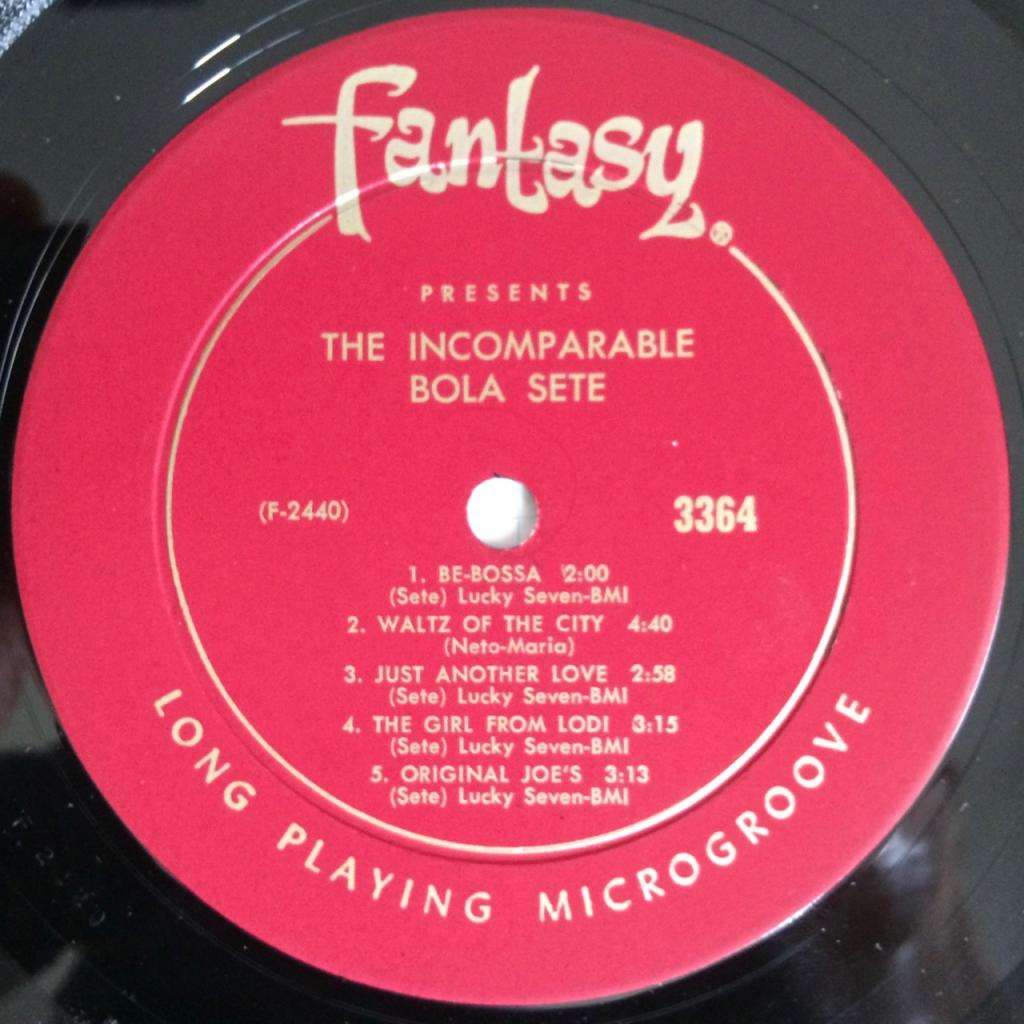 fantasy
PRESENTS
THE INCOMPARABLE
BOLA SETE
(F-2440)
3364
1. BE-BOSSA 2:00
(Sete) Lucky Seven-BMI
2. WALTZ OF THE CITY 4:40
(Neto-Maria)
3. JUST ANOTHER LOVE 2:58
(Sete) Lucky Seven-BMI
4. THE GIRL FROM LODI 3:15
(Sete) Lucky Seven-BMI
5. ORIGINAL JOE'S 3:13
(Sete) Lucky Seven-BMI
LONG PLAYING MICROGROOVE